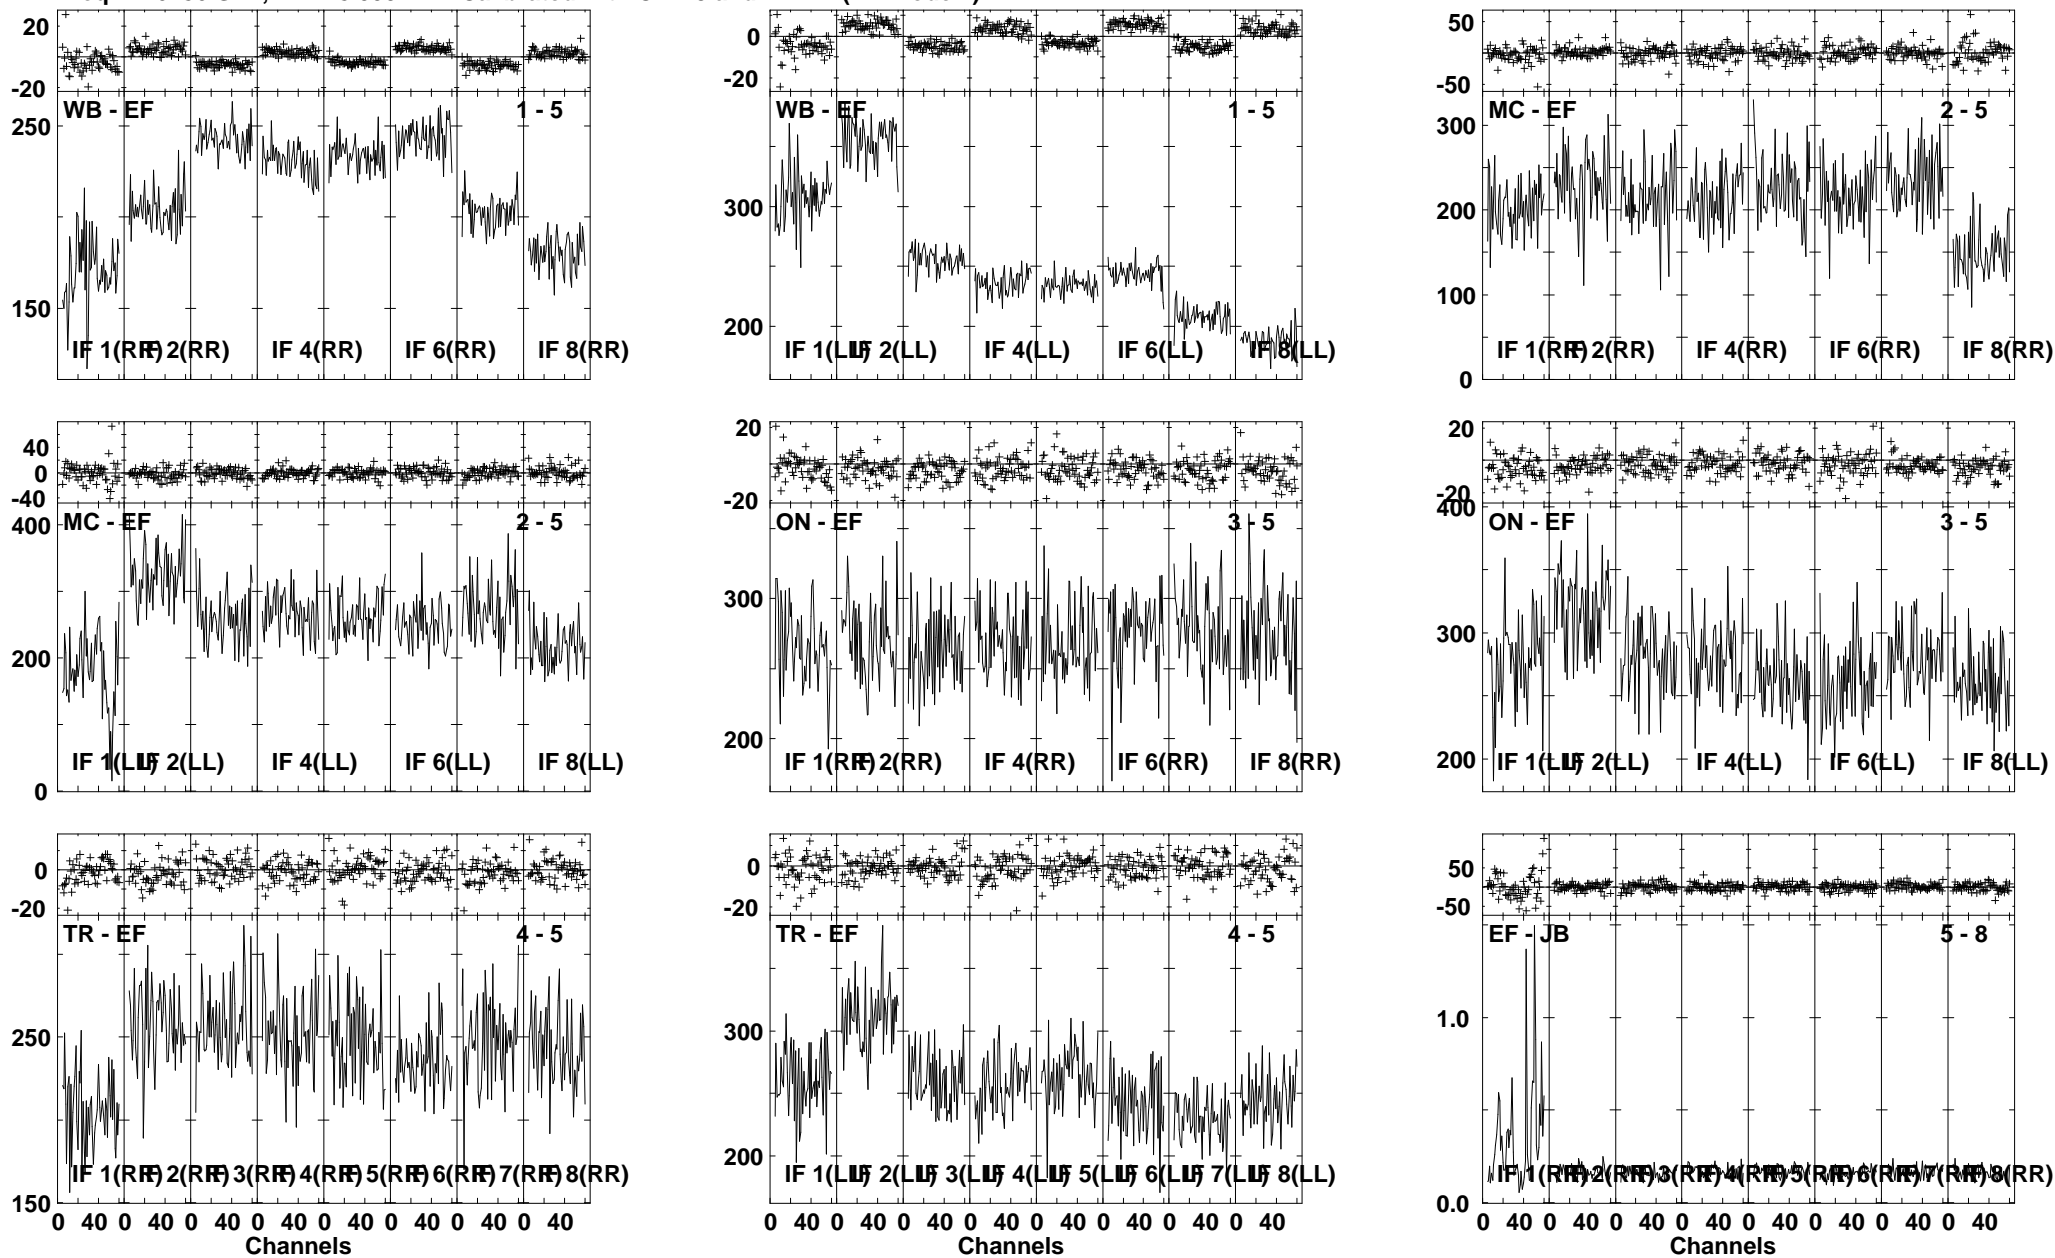 20
0
-20
WB - EF 1 - 5
250
150
IF 1(RR) IF 2(RR) IF 4(RR) IF 6(RR) IF 8(RR)
0
-20
WB - EF 1 - 5
300
200
IF 1(LL) IF 2(LL) IF 4(LL) IF 6(LL) IF 8(LL)
50
0
-50
MC - EF 2 - 5
300
200
100
0
IF 1(RR) IF 2(RR) IF 4(RR) IF 6(RR) IF 8(RR)
40
0
-40
MC - EF 2 - 5
400
300
200
0
IF 1(LL) IF 2(LL) IF 4(LL) IF 6(LL) IF 8(LL)
20
0
-20
ON - EF 3 - 5
300
200
IF 1(RR) IF 2(RR) IF 4(RR) IF 6(RR) IF 8(RR)
20
0
-20
ON - EF 3 - 5
400
300
200
IF 1(LL) IF 2(LL) IF 4(LL) IF 6(LL) IF 8(LL)
0
-20
TR - EF 4 - 5
250
150
IF 1(RR) IF 2(RR) IF 3(RR) IF 4(RR) IF 5(RR) IF 6(RR) IF 7(RR) IF 8(RR)
0 40 0 40 0 40 0 40 0 40 0 40 0 40 0 40
Channels
0
-20
TR - EF 4 - 5
300
200
IF 1(LL) IF 2(LL) IF 3(LL) IF 4(LL) IF 5(LL) IF 6(LL) IF 7(LL) IF 8(LL)
0 40 0 40 0 40 0 40 0 40 0 40 0 40 0 40
Channels
50
0
-50
EF - JB 5 - 8
1.0
0.0
IF 1(RR) IF 2(RR) IF 3(RR) IF 4(RR) IF 5(RR) IF 6(RR) IF 7(RR) IF 8(RR)
0 40 0 40 0 40 0 40 0 40 0 40 0 40 0 40
Channels